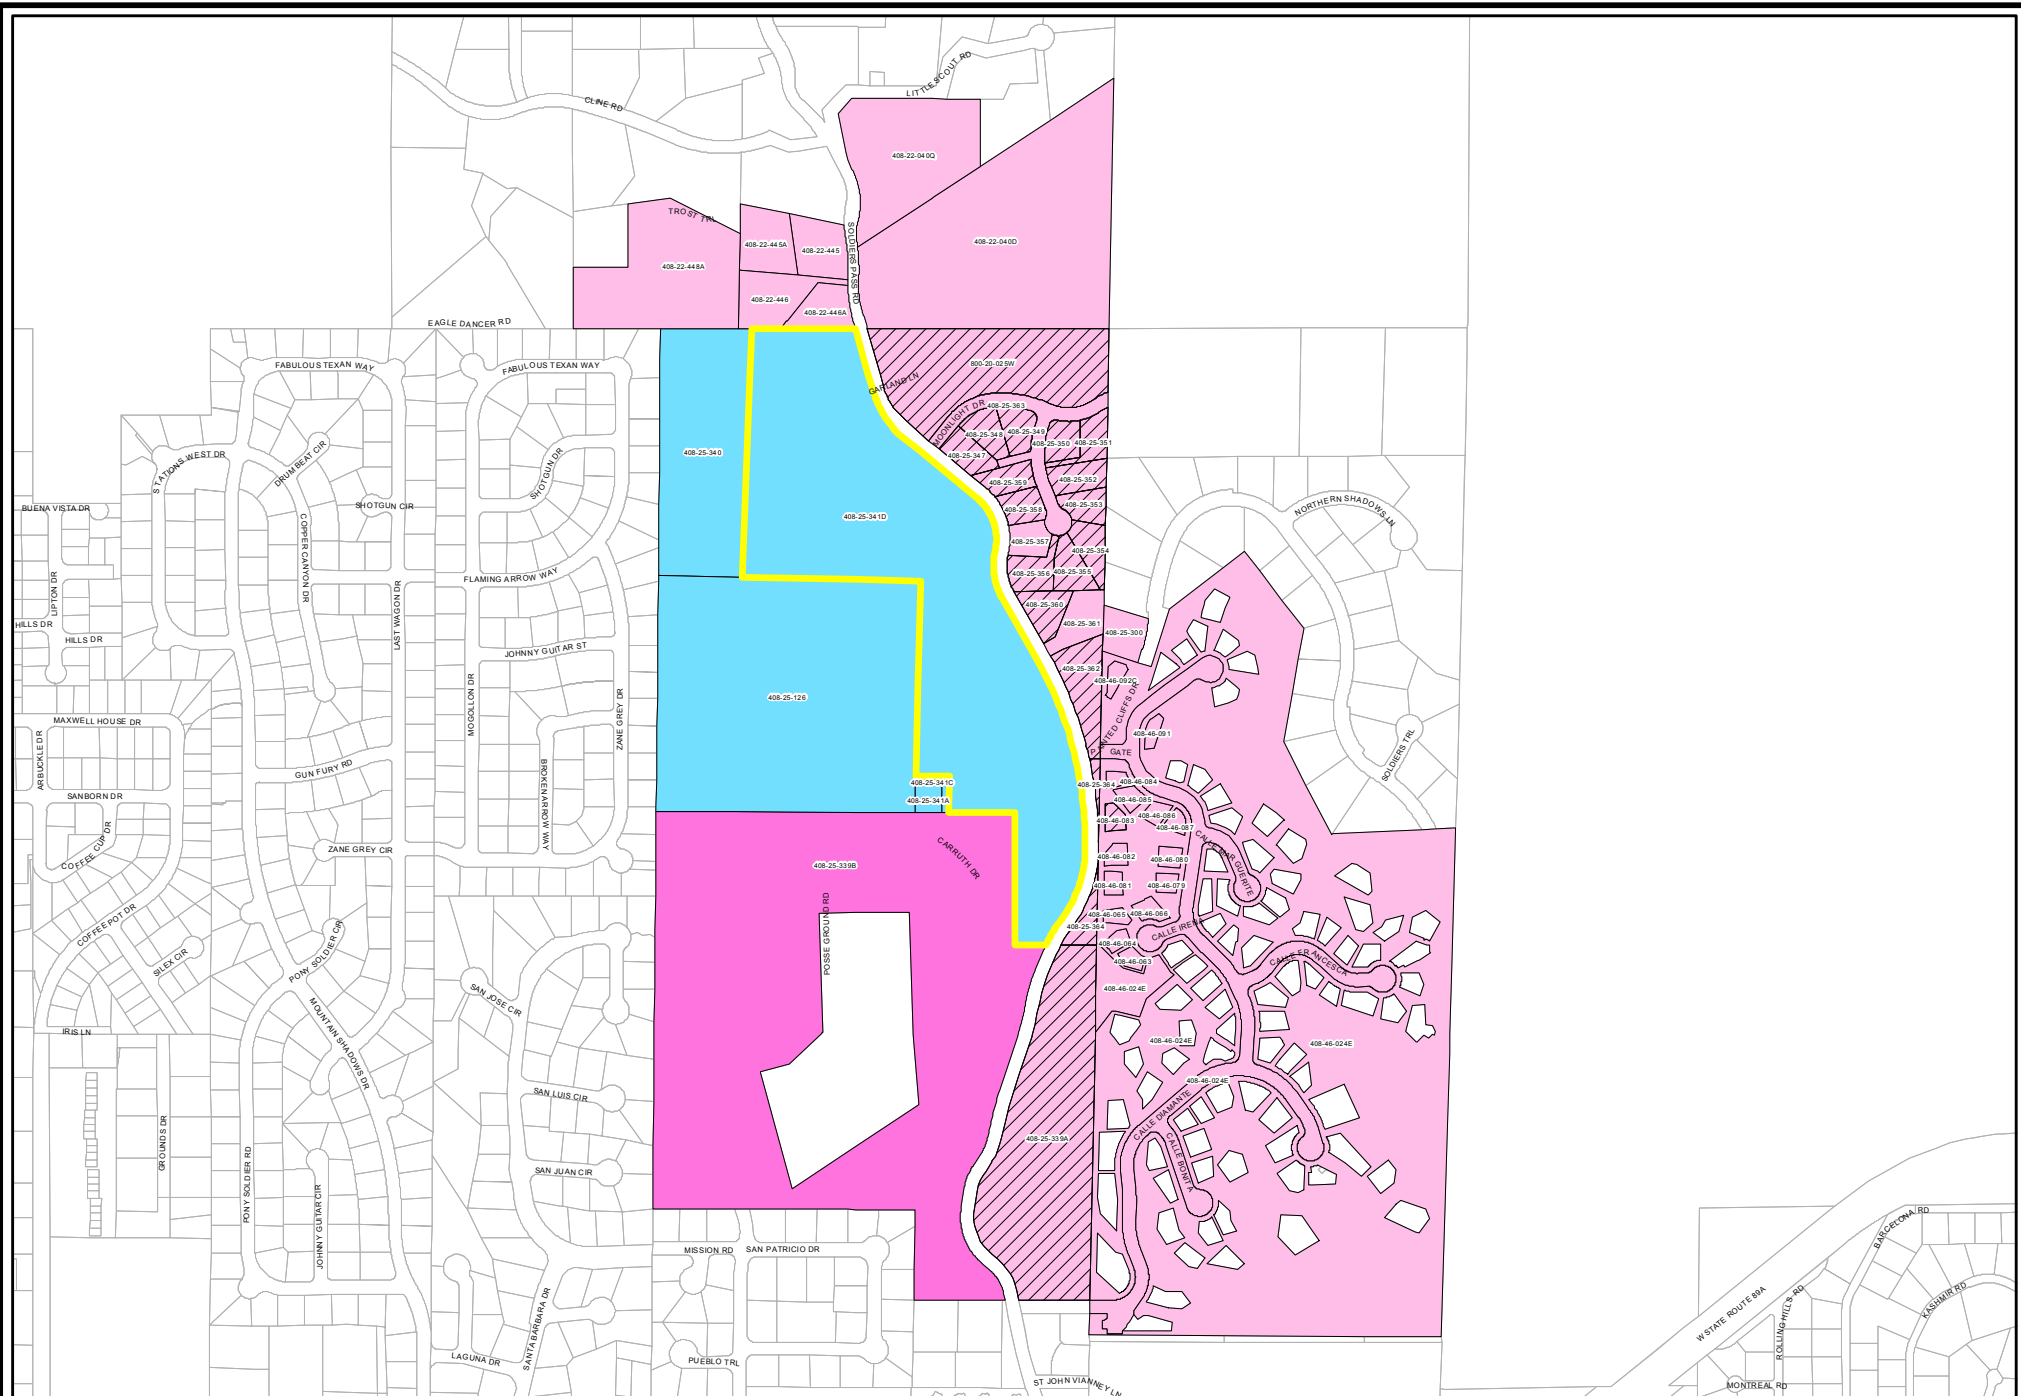 LITTLE SCOUT RD
CLINE RD
408-22-040Q
TROST TRL
408-22-445A
408-22-445
SOLDIERS PASS RD
408-22-040D
408-22-448A
408-22-446
408-22-446A
EAGLE DANCER RD
FABULOUS TEXAN WAY
FABULOUS TEXAN WAY
800-20-025W
GARLAND LN
MOONLIGHT DR
408-25-363
408-25-348
408-25-349
408-25-350
408-25-351
408-25-347
408-25-340
STATIONS WEST DR
DRUMBEAT CIR
SHOTGUN DR
408-25-359
408-25-352
408-25-353
408-25-358
SHOTGUN CIR
BUENA VISTA DR
COPPER CANYON DR
408-25-341D
NORTHERN SHADOWS LN
408-25-357
408-25-354
408-25-356
408-25-355
LIPTON DR
FLAMING ARROW WAY
LAST WAGON DR
408-25-360
408-25-361
408-25-300
HILLS DR
HILLS DR
JOHNNY GUITAR ST
408-25-362
408-46-092C
MOGOLLON DR
ZANE GREY DR
408-25-126
PAINTED CLIFFS DR
MAXWELL HOUSE DR
408-46-091
GATE
ARBUCKLE DR
GUN FURY RD
BROKEN ARROW WAY
SOLDIERS TRL
408-25-341C
408-25-341A
408-25-364
408-46-084
408-46-085
408-46-083
408-46-086
408-46-087
SANBORN DR
COFFEE CUP DR
ZANE GREY CIR
408-25-339B
CARRUTH DR
CALLE MARGUERITE
408-46-082
408-46-080
408-46-081
408-46-079
408-46-065
408-46-066
408-25-364
408-46-064
CALLE IRENA
408-46-063
COFFEE POT DR
SILEX CIR
PONY SOLDIER CIR
POSSE GROUND RD
CALLE FRANCESCA
SAN JOSE CIR
408-46-024E
IRIS LN
MOUNTAIN SHADOWS DR
408-46-024E
408-46-024E
408-46-024E
SAN LUIS CIR
CALLE DIAMANTE
GROUNDS DR
408-25-339A
CALLE BONITA
PONY SOLDIER RD
JOHNNY GUITAR CIR
SAN JUAN CIR
MISSION RD
SAN PATRICIO DR
BARCELONA RD
SANTA BARBARA DR
W STATE ROUTE 89A
ROLLING HILLS RD
KASHMIR RD
LAGUNA DR
PUEBLO TRL
ST JOHN VIANNEY LN
MONTREAL RD